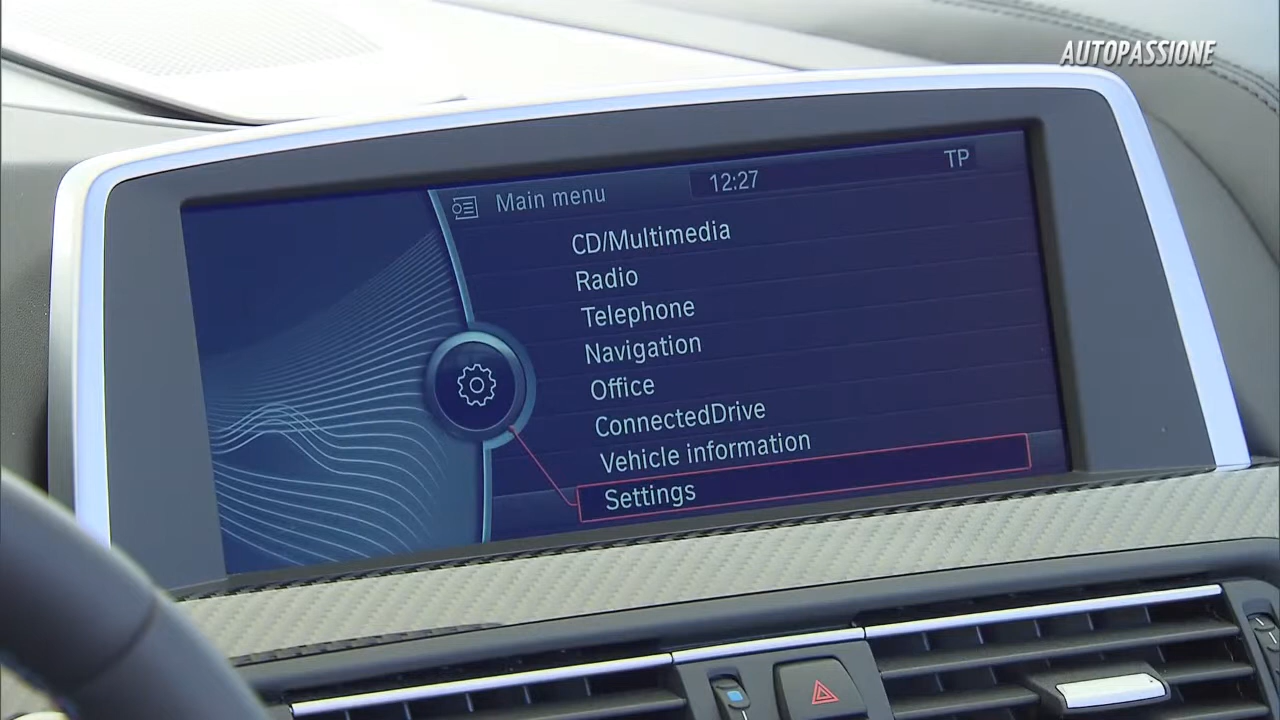 AUTOPASSIONE
Main menu
12:27
TP
CD/Multimedia
Radio
Telephone
Navigation
Office
ConnectedDrive
Vehicle information
Settings